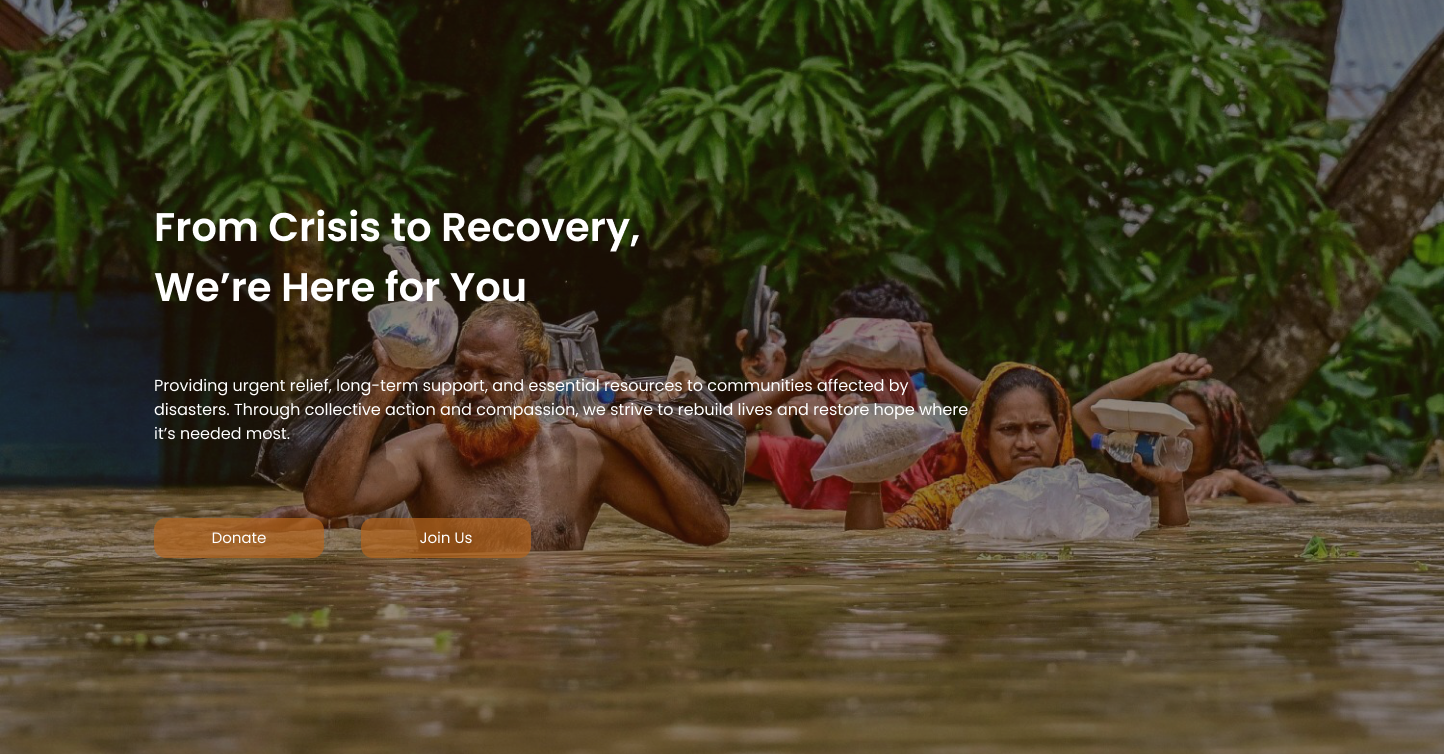 From Crisis to Recovery,
We’re Here for You
Providing urgent relief, long-term support, and essential resources to communities affected by
disasters. Through collective action and compassion, we strive to rebuild lives and restore hope where
it’s needed most.
Donate
Join Us